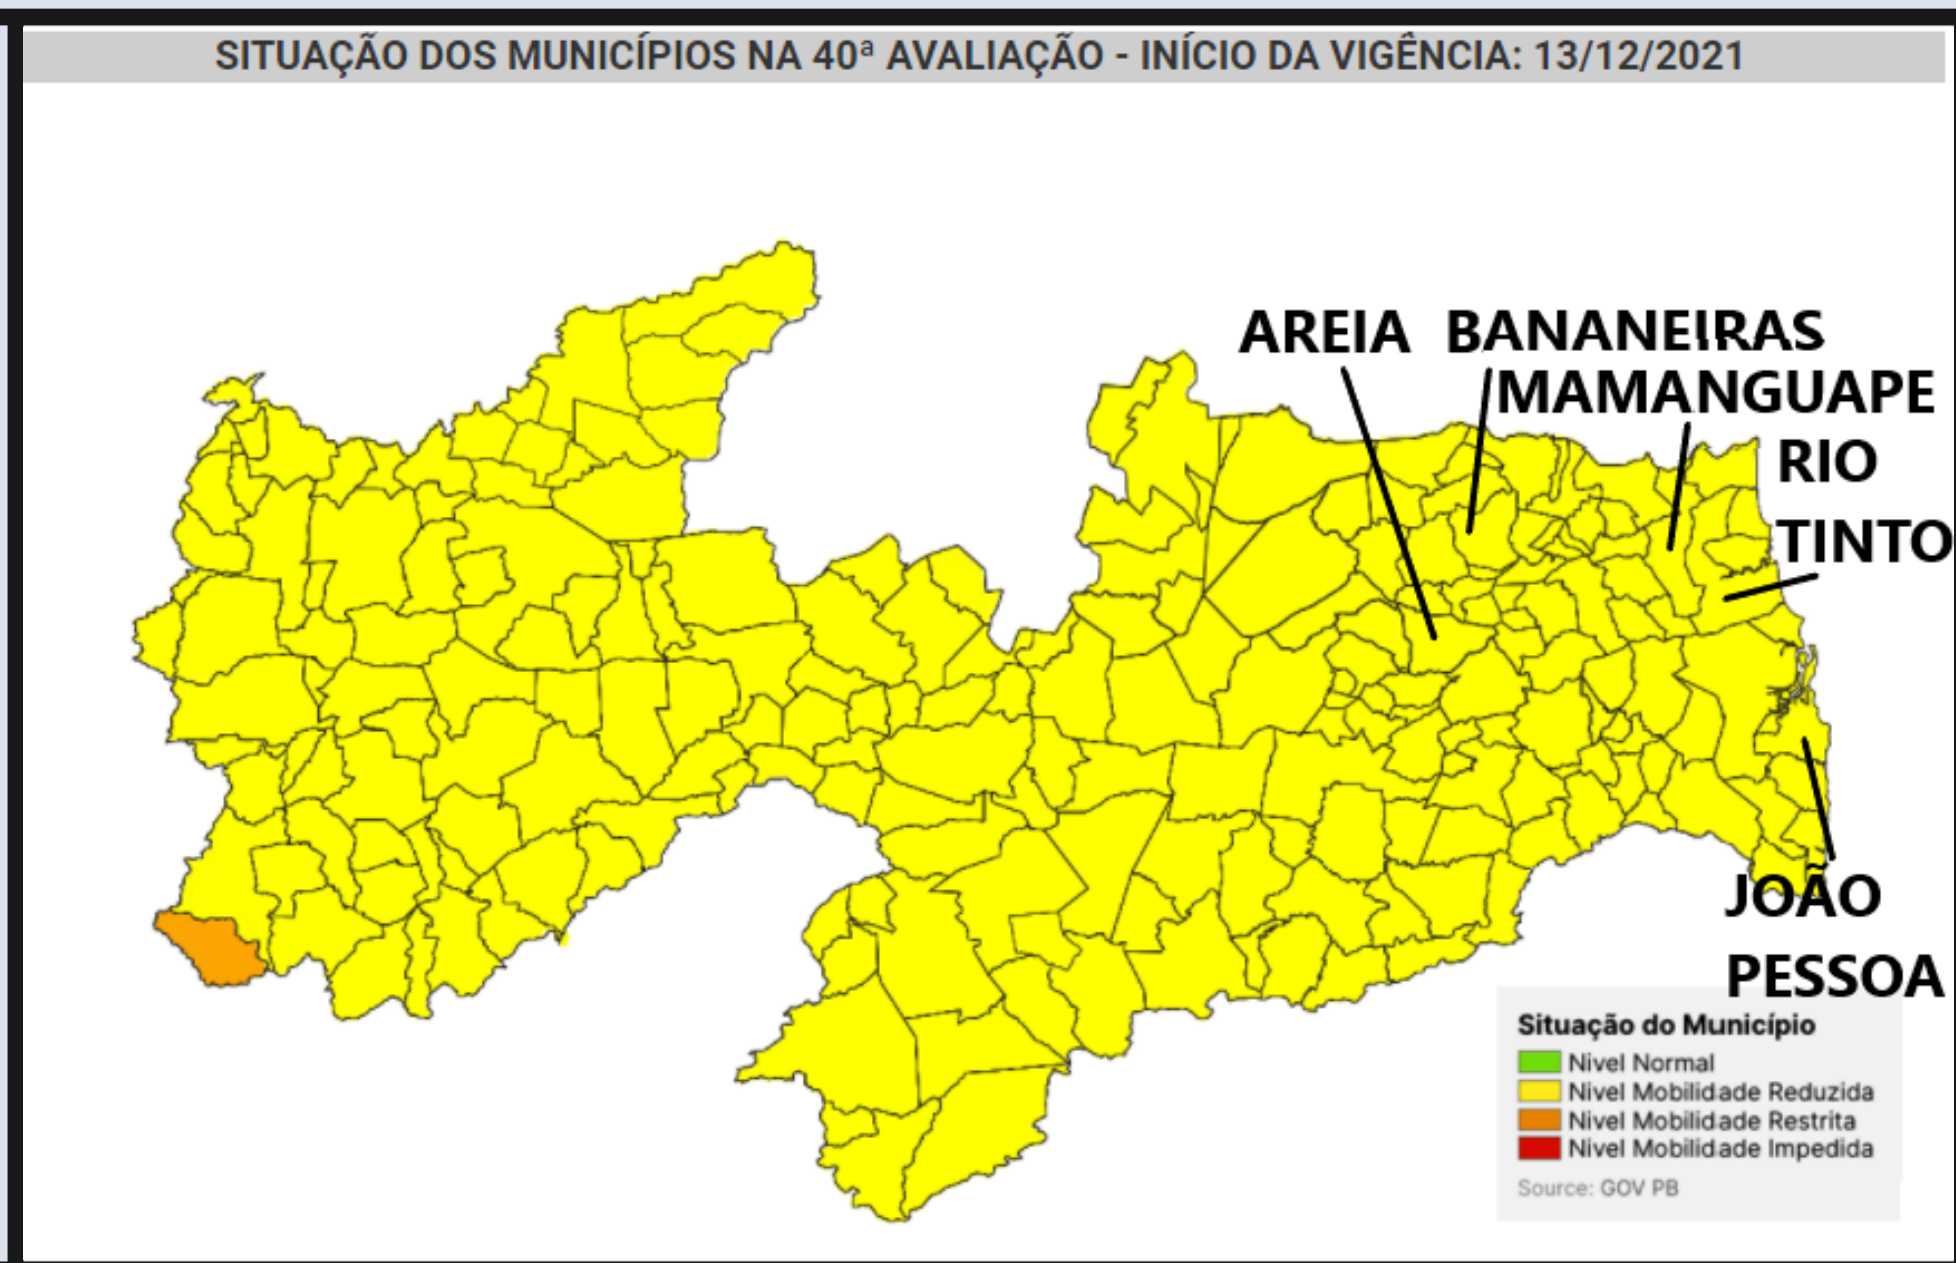 SITUAÇÃO DOS MUNICÍPIOS NA 40ª AVALIAÇÃO - INÍCIO DA VIGÊNCIA: 13/12/2021
AREIA
BANANEIRAS
MAMANGUAPE
RIO
TINTO
JOÃO
PESSOA
Situação do Município
Nivel Normal
Nivel Mobilidade Reduzida
Nivel Mobilidade Restrita
Nivel Mobilidade Impedida
Source: GOV PB